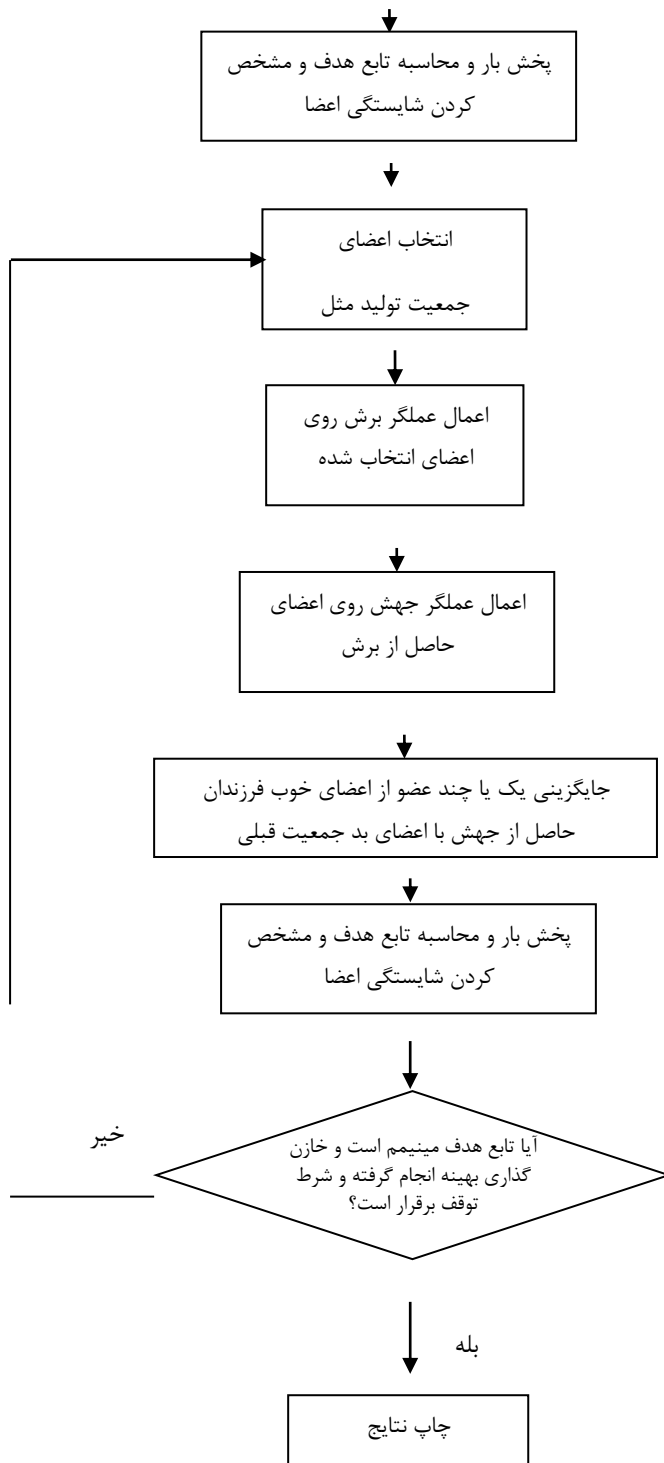 پخش بار و محاسبه تابع هدف و مشخص
کردن شایستگی اعضا
انتخاب اعضای
جمعیت تولید مثل
اعمال عملگر برش روی
اعضای انتخاب شده
اعمال عملگر جهش روی اعضای
حاصل از برش
جایگزینی یک یا چند عضو از اعضای خوب فرزندان
حاصل از جهش با اعضای بد جمعیت قبلی
پخش بار و محاسبه تابع هدف و مشخص
کردن شایستگی اعضا
خیر
آیا تابع هدف مینیمم است و خازن
گذاری بهینه انجام گرفته و شرط
توقف برقرار است؟
بله
چاپ نتایج